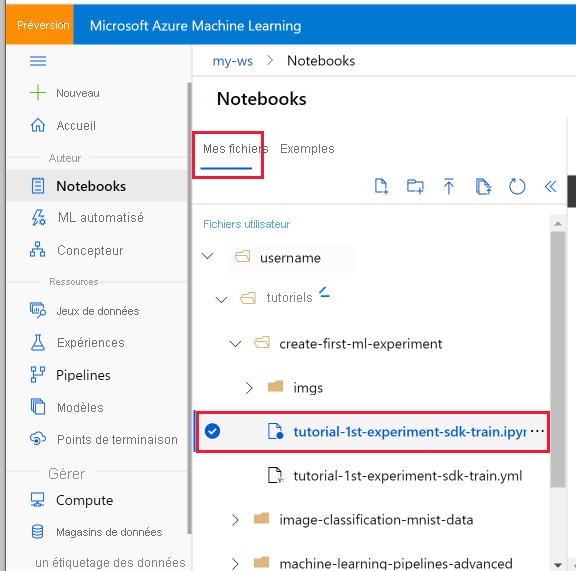 Préversion
Microsoft Azure Machine Learning
my-ws > Notebooks
Nouveau
Accueil
Auteur
Notebooks
ML automatisé
Concepteur
Ressources
Jeux de données
Expériences
Pipelines
Modèles
Points de terminaison
Gérer
Compute
Magasins de données
un étiquetage des données
Notebooks
Mes fichiers
Exemples
Fichiers utilisateur
username
tutoriels
create-first-ml-experiment
imgs
tutorial-1st-experiment-sdk-train.ipyn ···
tutorial-1st-experiment-sdk-train.yml
image-classification-mnist-data
machine-learning-pipelines-advanced